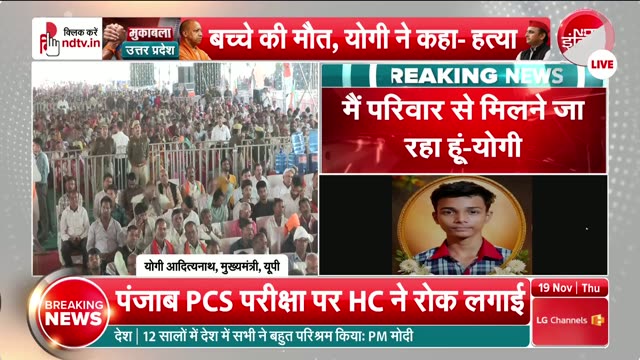 क्लिक करें
ndtv.in
मुकाबला
उत्तर प्रदेश
बच्चे की मौत, योगी ने कहा- हत्या
LIVE
BREAKING NEWS
मैं परिवार से मिलने जा
रहा हूं-योगी
योगी आदित्यनाथ, मुख्यमंत्री, यूपी
BREAKING
NEWS
पंजाब PCS परीक्षा पर HC ने रोक लगाई
19 Nov | Thu
LG Channels
देश | 12 सालों में देश में सभी ने बहुत परिश्रम किया: PM मोदी